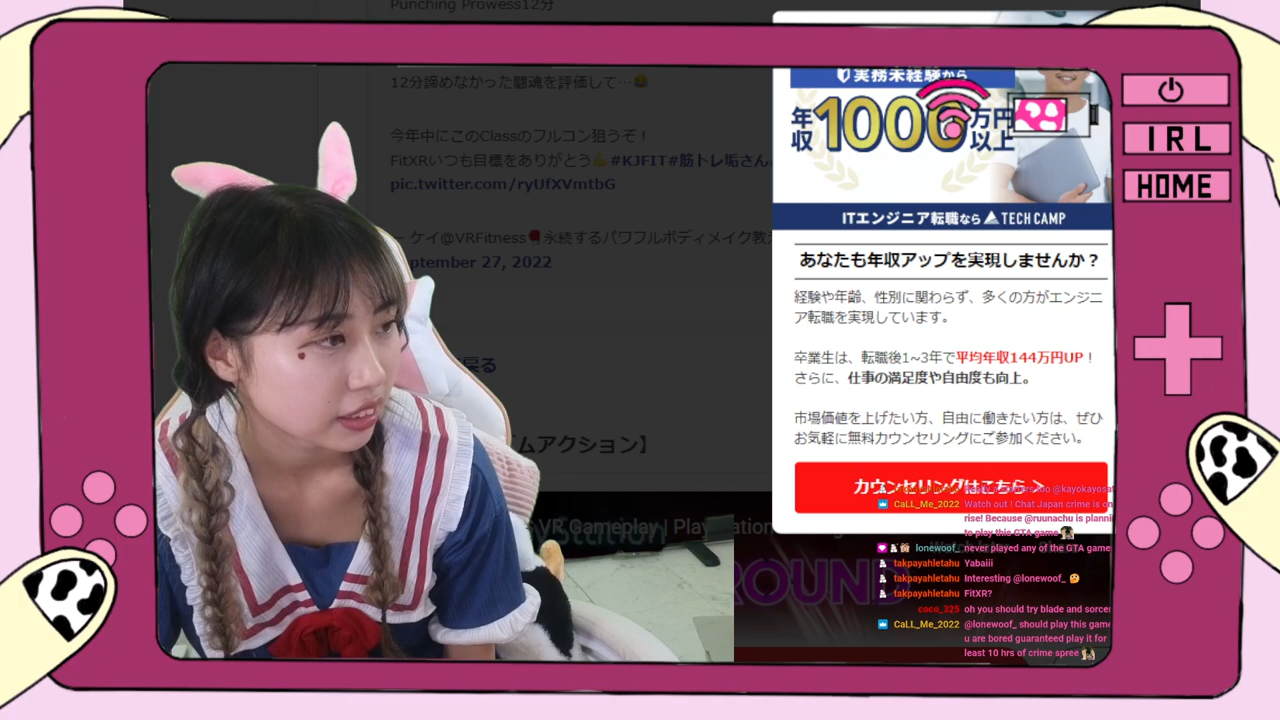 Punching Prowess12分
12分諦めなかった闘魂を評価して…😂
今年中にこのClassのフルコン狙うぞ！
FitXRいつも目標をありがとう💪#KJFIT#筋トレ垢さん
pic.twitter.com/ryUfXVmtbG
ケイ@VRFitness🥊永続するパワフルボディメイク教
ptember 27, 2022
戻る
ムアクション】
VR Gameplay | Play
ROUND
実務未経験から
年収1000万円以上
ITエンジニア転職なら TECH CAMP
あなたも年収アップを実現しませんか？
経験や年齢、性別に関わらず、多くの方がエンジニ
ア転職を実現しています。
卒業生は、転職後1~3年で平均年収144万円UP！
さらに、仕事の満足度や自由度も向上。
市場価値を上げたい方、自由に働きたい方は、ぜひ
お気軽に無料カウンセリングにご参加ください。
カウンセリングはこちら >
CaLL_Me_2022 Watch out ! Chat Japan crime is on
rise! Because @ruunachu is planni
to play this GTA game
lonewoof_ never played any of the GTA game
takpayahletahu Yabaiii
takpayahletahu Interesting @lonewoof_ 🤔
takpayahletahu FitXR?
coco_325 oh you should try blade and sorcer
CaLL_Me_2022 @lonewoof_ should play this game
u are bored guaranteed play it for
least 10 hrs of crime spree
IRL
HOME